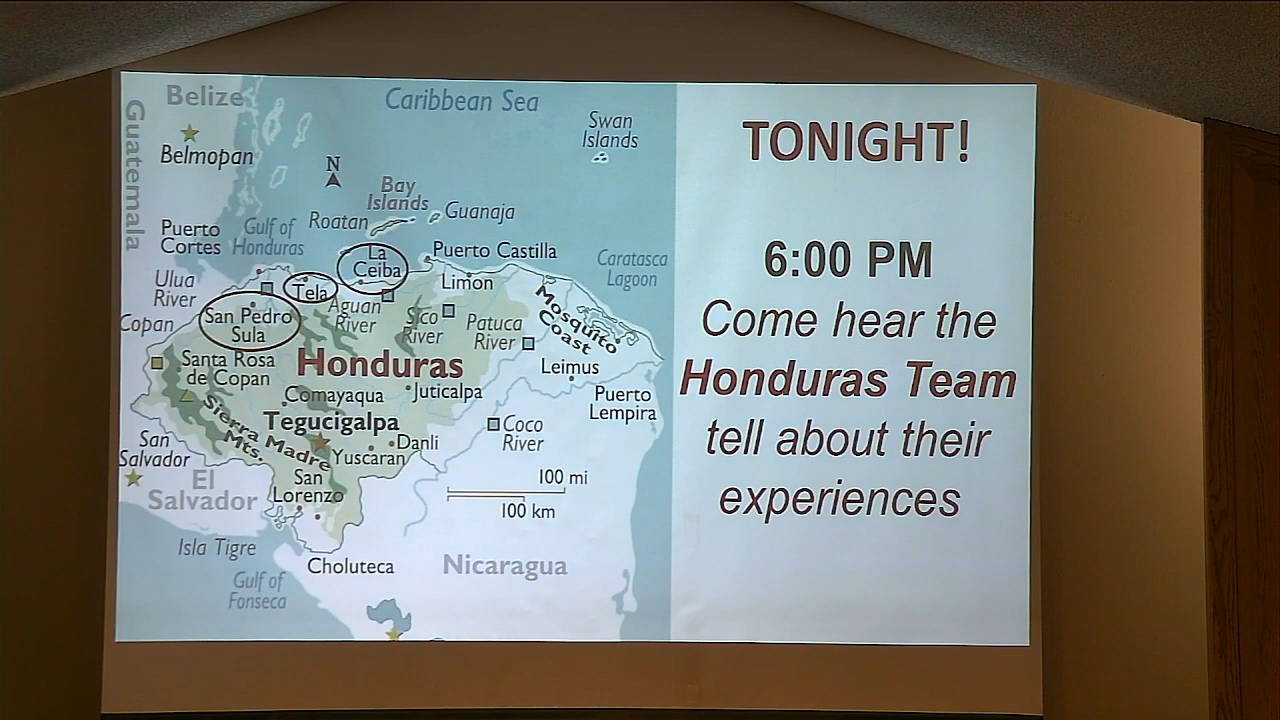 Belize
Caribbean Sea
Guatemala
Swan
Islands
Belmopan
N
Bay
Islands
Roatan
Guanaja
Puerto
Cortes
Gulf of
Honduras
La
Ceiba
Puerto Castilla
Caratasca
Lagoon
Ulua
River
Tela
Limon
Aguan
River
Mosquito
Coast
San Pedro
Sula
Sico
River
Patuca
River
Copan
Santa Rosa
de Copan
Honduras
Leimus
Comayaqua
Juticalpa
Puerto
Lempira
Sierra Madre
Mts.
Tegucigalpa
Coco
River
San
Salvador
Danli
Yuscaran
El
Salvador
San
Lorenzo
100 mi
100 km
Isla Tigre
Choluteca
Nicaragua
Gulf of
Fonseca
TONIGHT!
6:00 PM
Come hear the
Honduras Team
tell about their
experiences